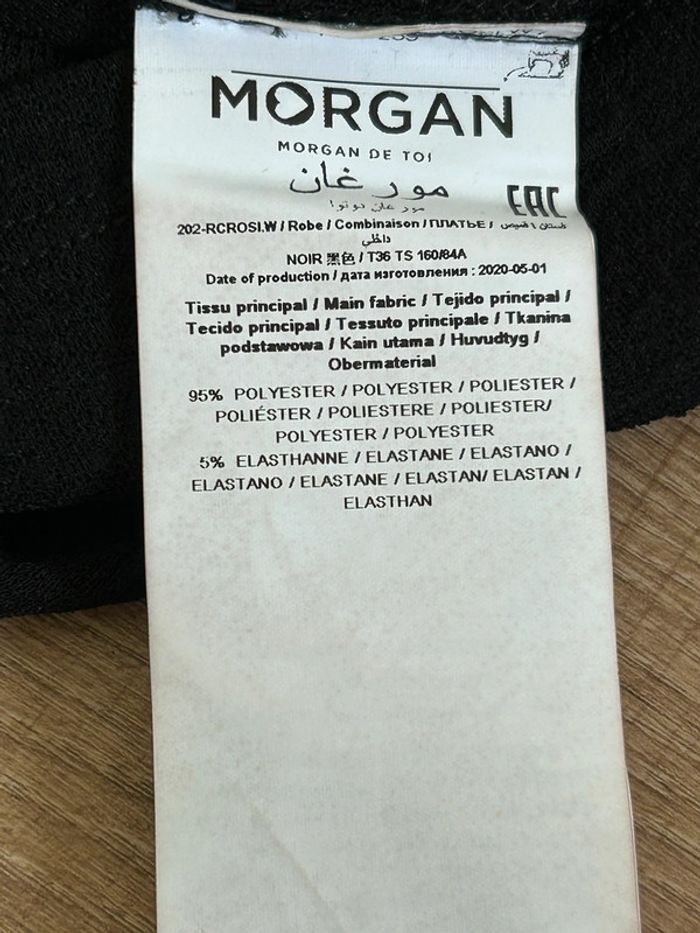 MORGAN
MORGAN DE TOI
مورغان
EAC
202-RCROSI.W / Robe / Combinaison / ПЛАТЬЕ /
داخلي
NOIR 黑色 / T36 TS 160/84A
Date of production / дата изготовления : 2020-05-01
Tissu principal / Main fabric / Tejido principal /
Tecido principal / Tessuto principale / Tkanina
podstawowa / Kain utama / Huvudtyg /
Obermaterial
95% POLYESTER / POLYESTER / POLIESTER /
POLIÉSTER / POLIESTERE / POLIESTER/
POLYESTER / POLYESTER
5% ELASTHANNE / ELASTANE / ELASTANO /
ELASTANO / ELASTANE / ELASTAN/ ELASTAN /
ELASTHAN